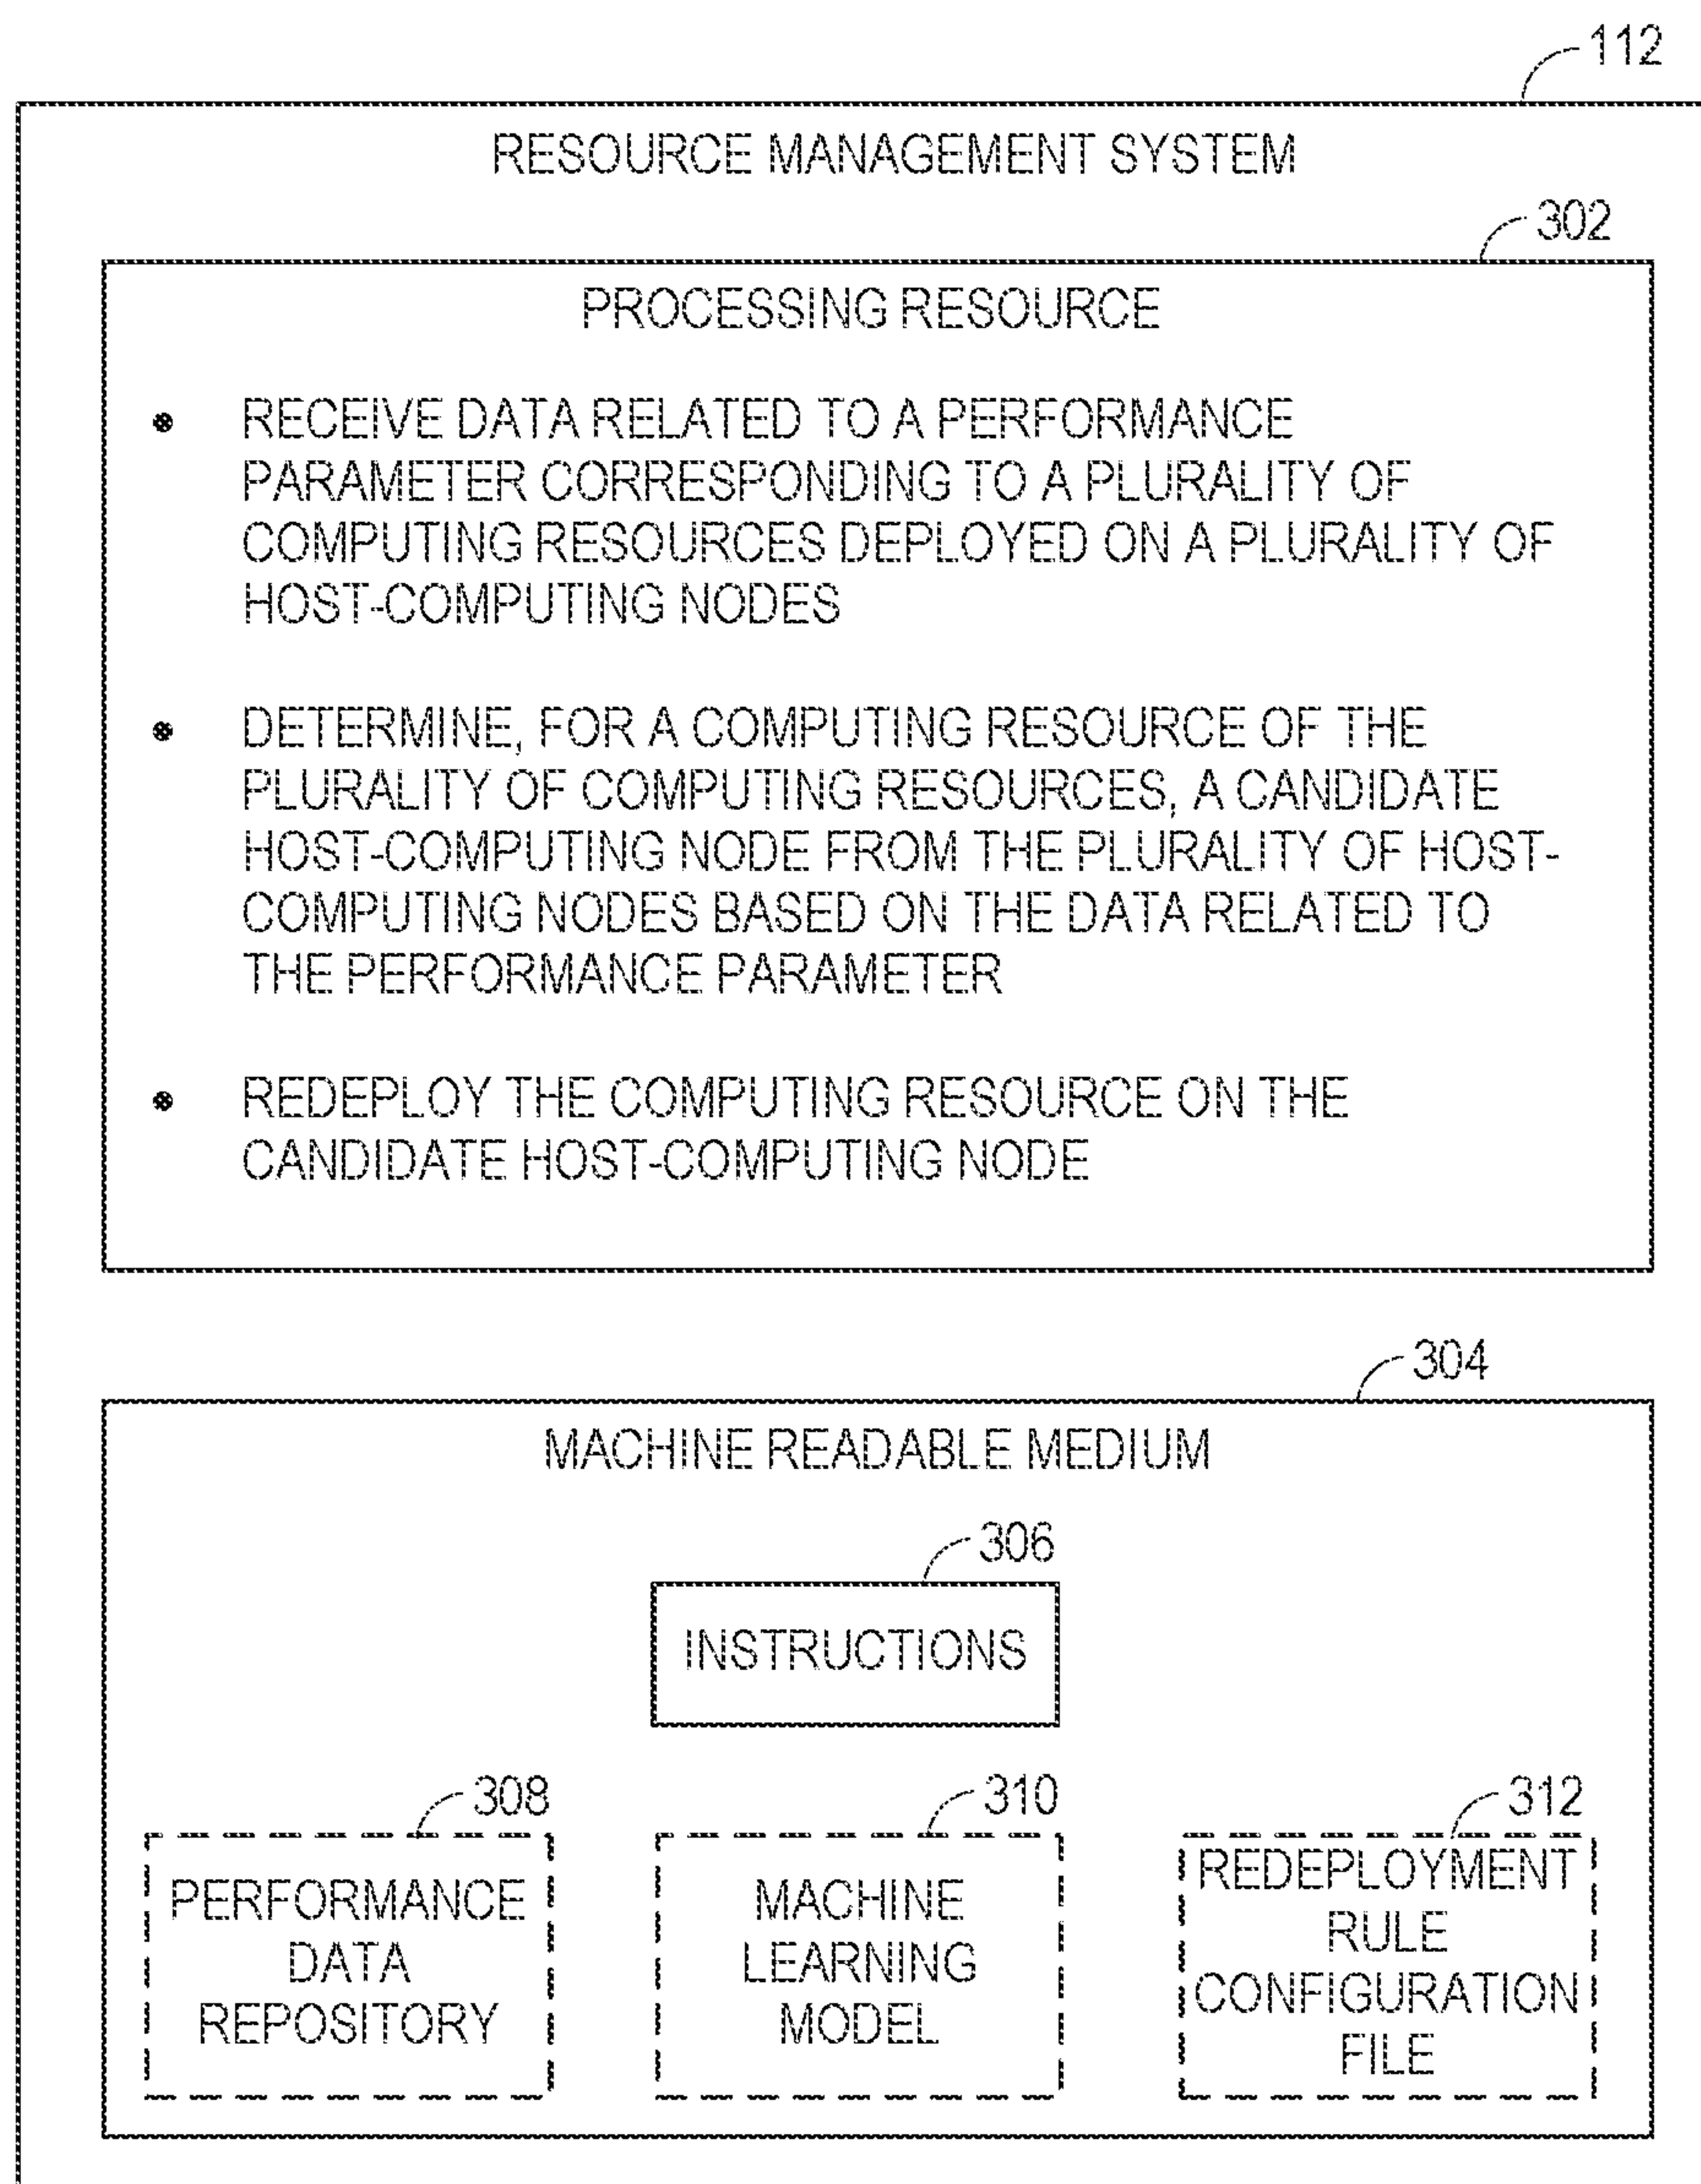 112
RESOURCE MANAGEMENT SYSTEM
302
PROCESSING RESOURCE
• RECEIVE DATA RELATED TO A PERFORMANCE
PARAMETER CORRESPONDING TO A PLURALITY OF
COMPUTING RESOURCES DEPLOYED ON A PLURALITY OF
HOST-COMPUTING NODES
• DETERMINE, FOR A COMPUTING RESOURCE OF THE
PLURALITY OF COMPUTING RESOURCES, A CANDIDATE
HOST-COMPUTING NODE FROM THE PLURALITY OF HOST-
COMPUTING NODES BASED ON THE DATA RELATED TO
THE PERFORMANCE PARAMETER
• REDEPLOY THE COMPUTING RESOURCE ON THE
CANDIDATE HOST-COMPUTING NODE
304
MACHINE READABLE MEDIUM
306
INSTRUCTIONS
308
PERFORMANCE
DATA
REPOSITORY
310
MACHINE
LEARNING
MODEL
312
REDEPLOYMENT
RULE
CONFIGURATION
FILE